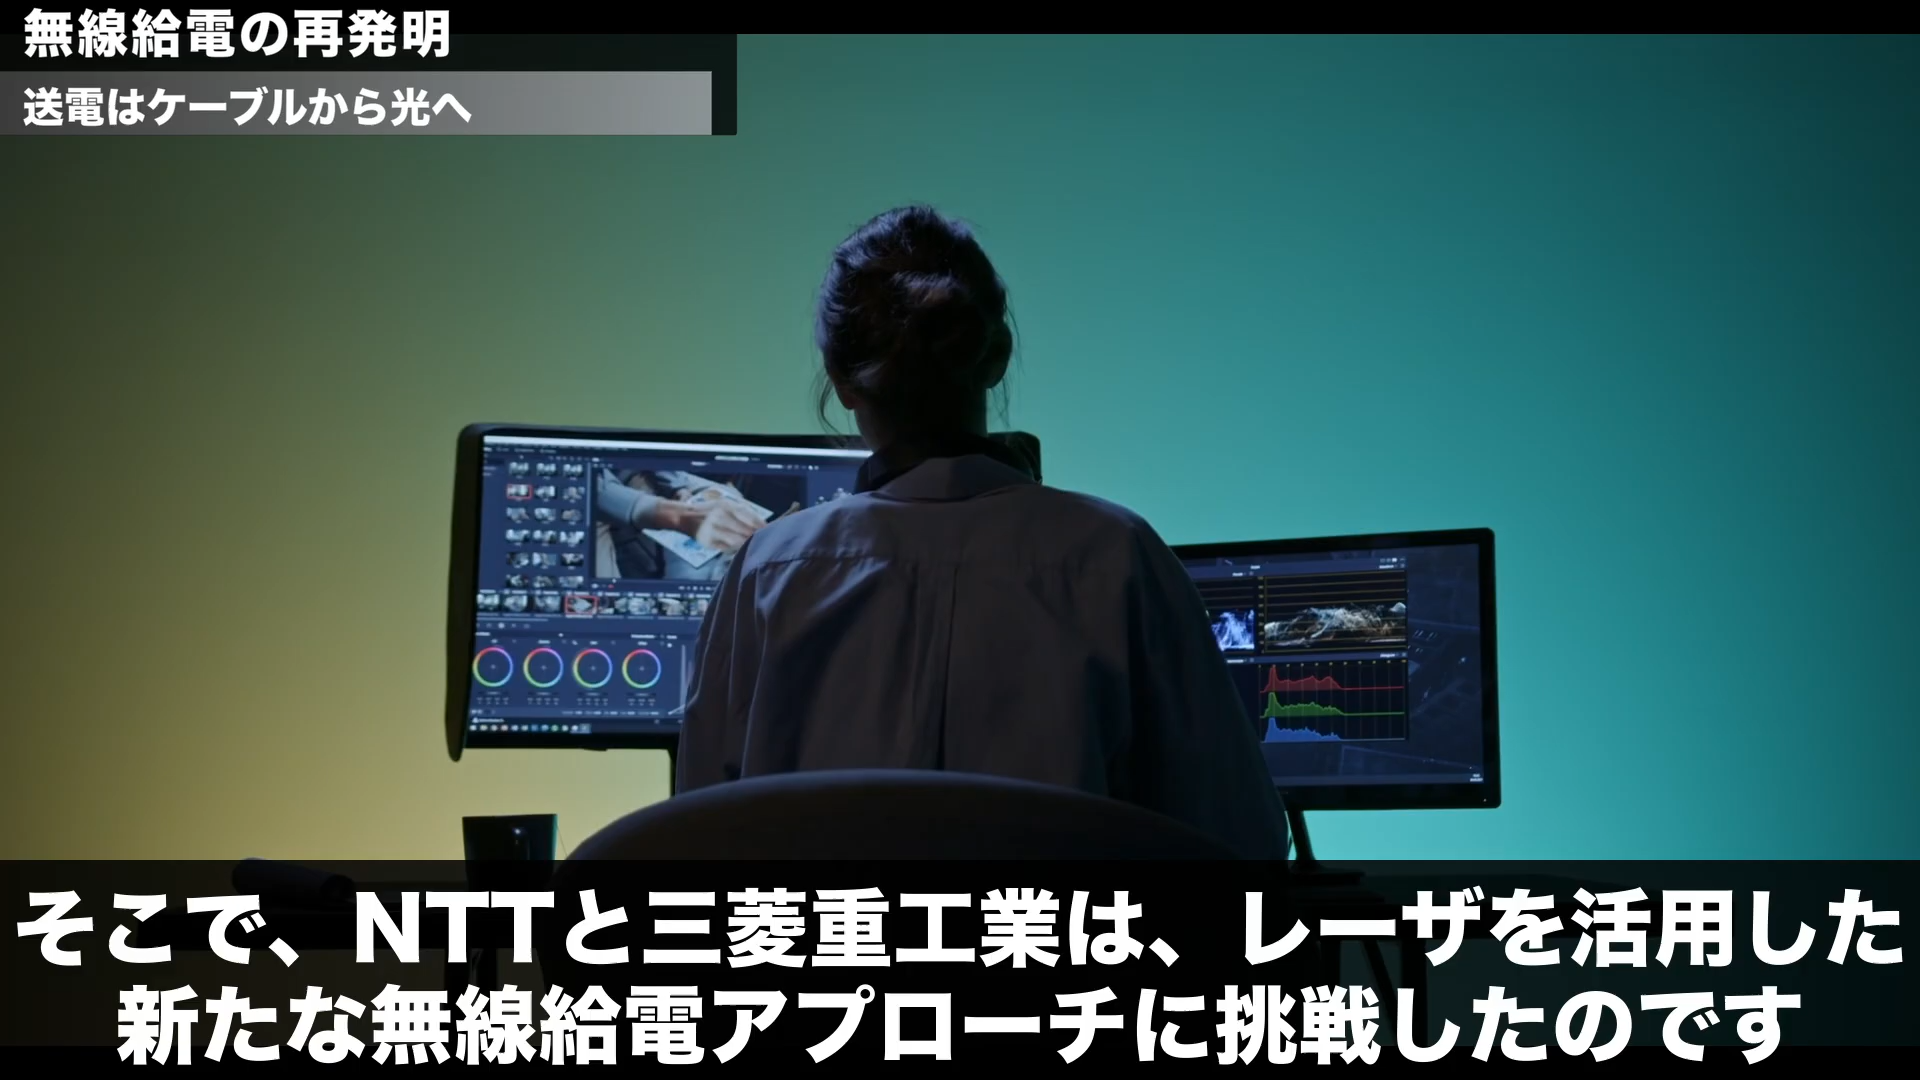 無線給電の再発明
送電はケーブルから光へ
そこで、NTTと三菱重工業は、レーザを活用した
新たな無線給電アプローチに挑戦したのです